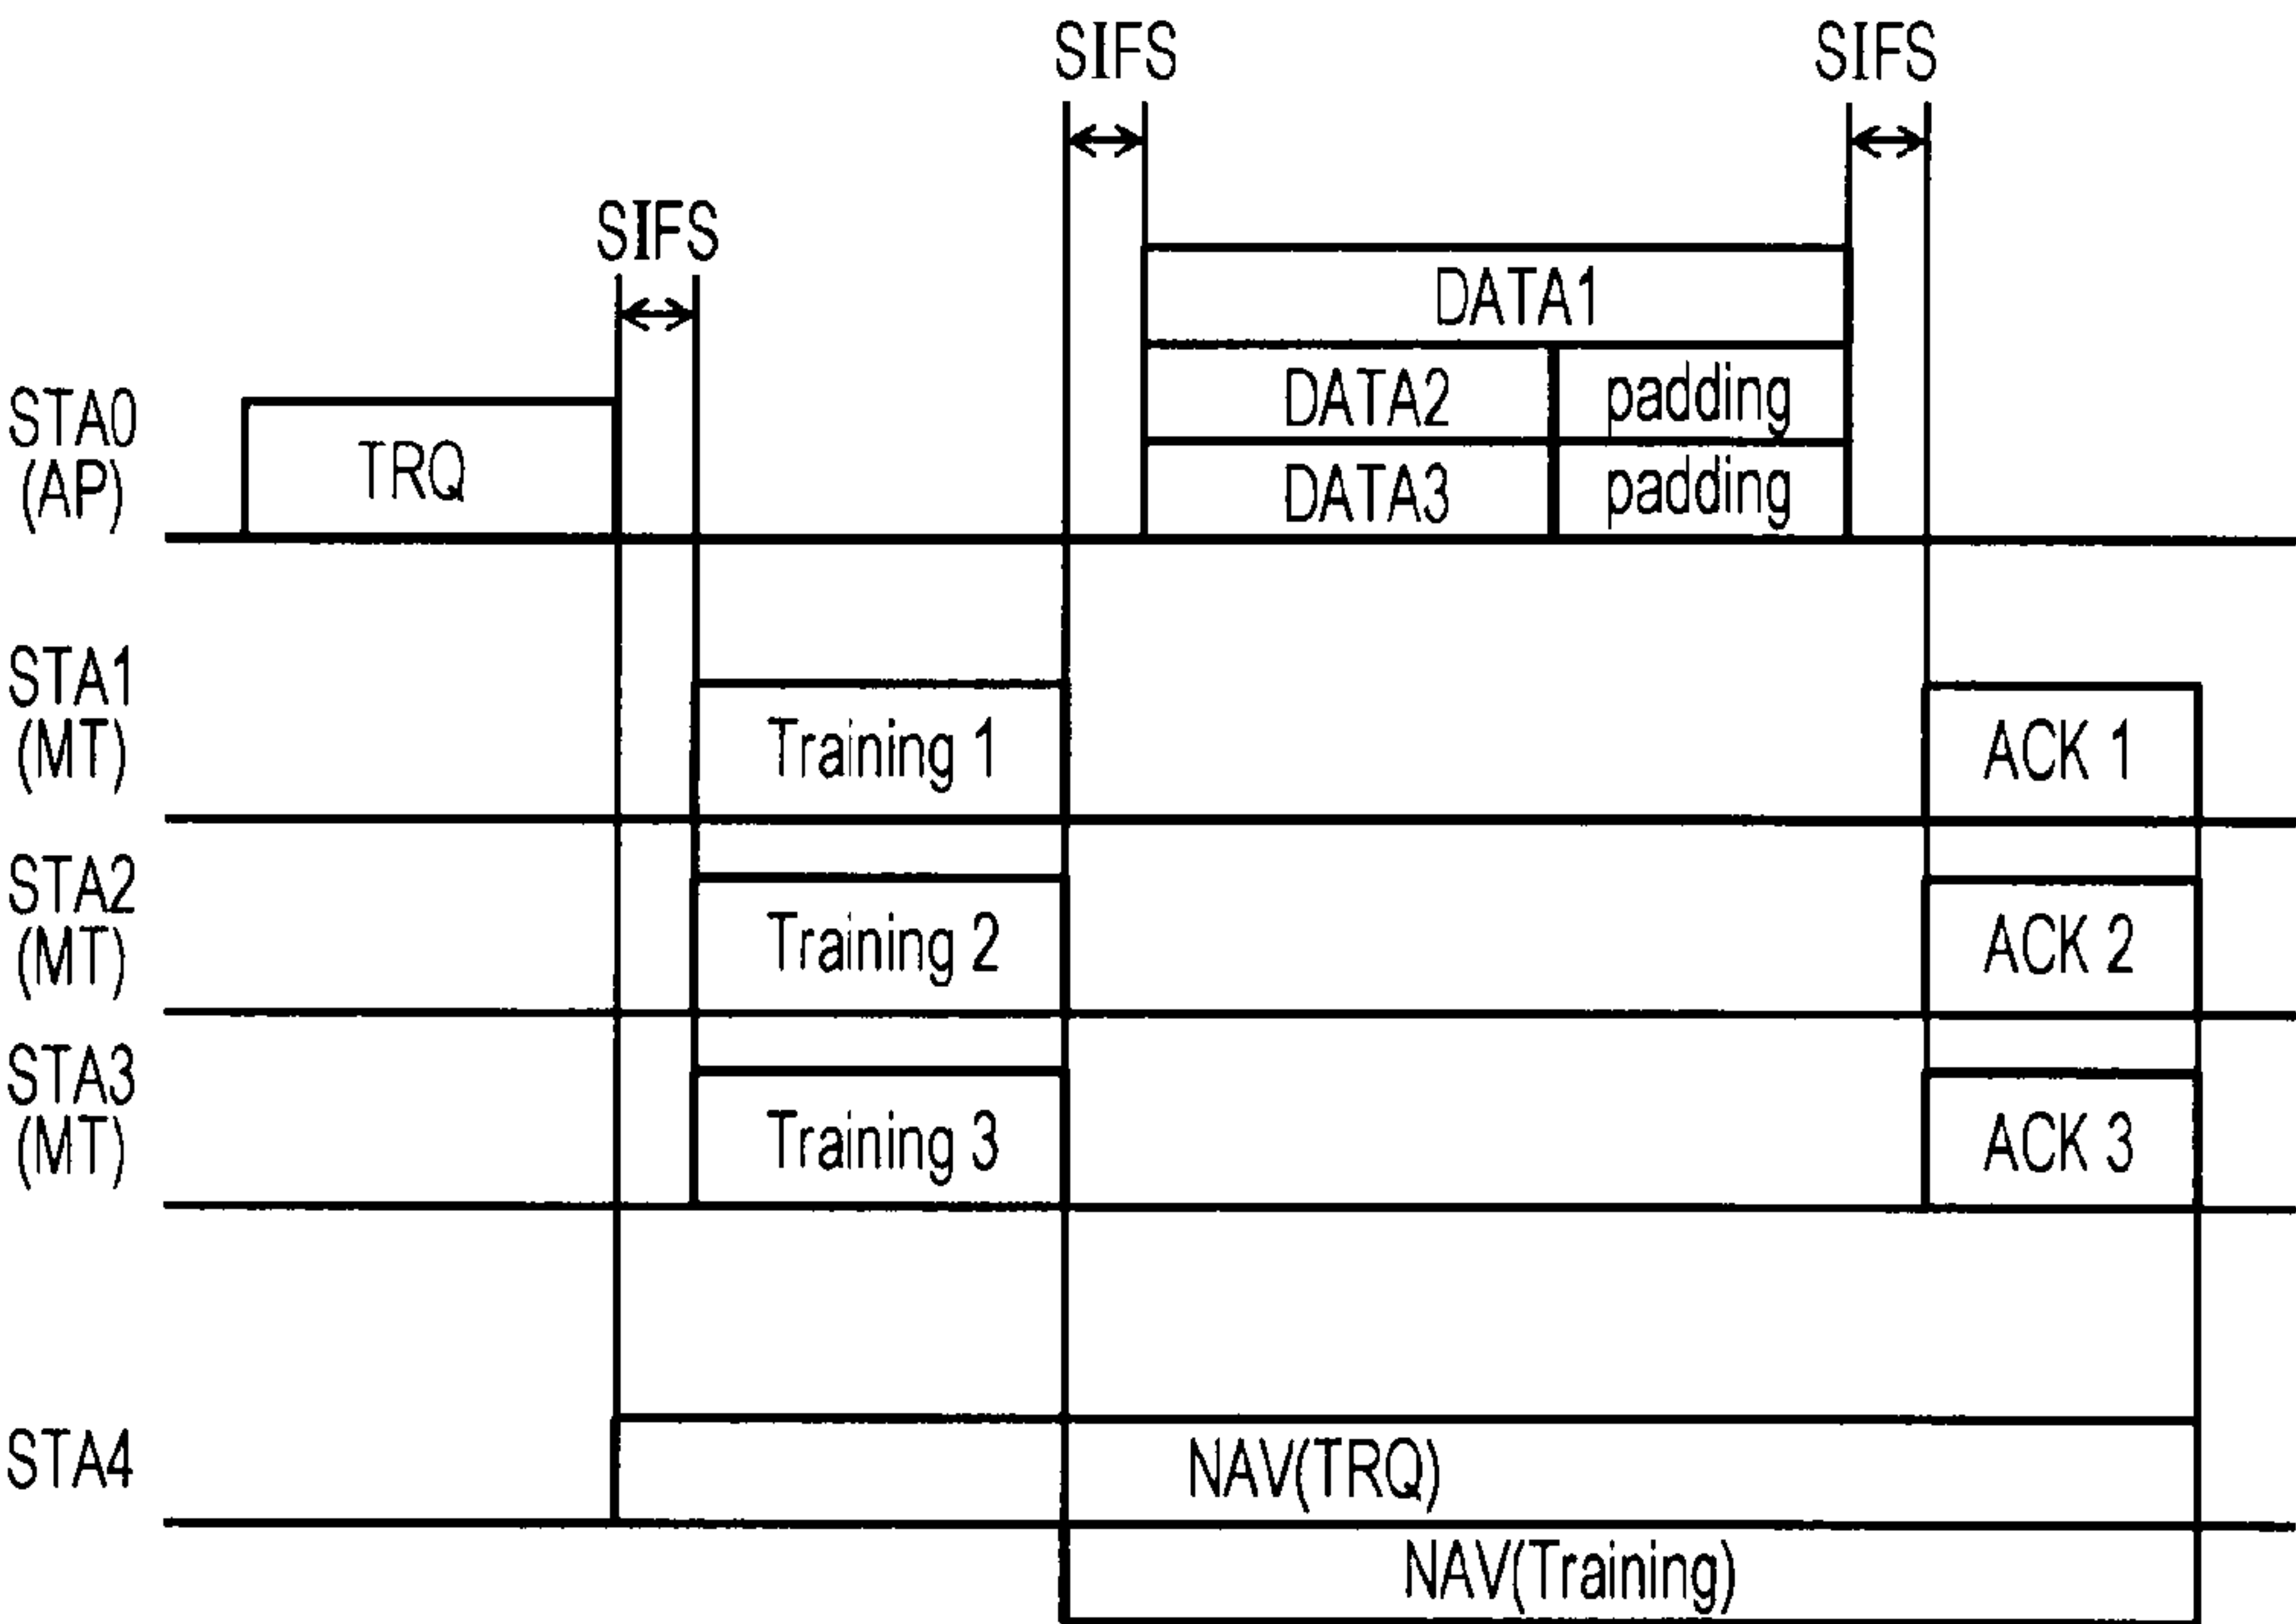 SIFS
SIFS
SIFS
DATA1
DATA2
padding
DATA3
padding
STA0
(AP)
TRQ
STA1
(MT)
Training 1
ACK 1
STA2
(MT)
Training 2
ACK 2
STA3
(MT)
Training 3
ACK 3
STA4
NAV(TRQ)
NAV(Training)